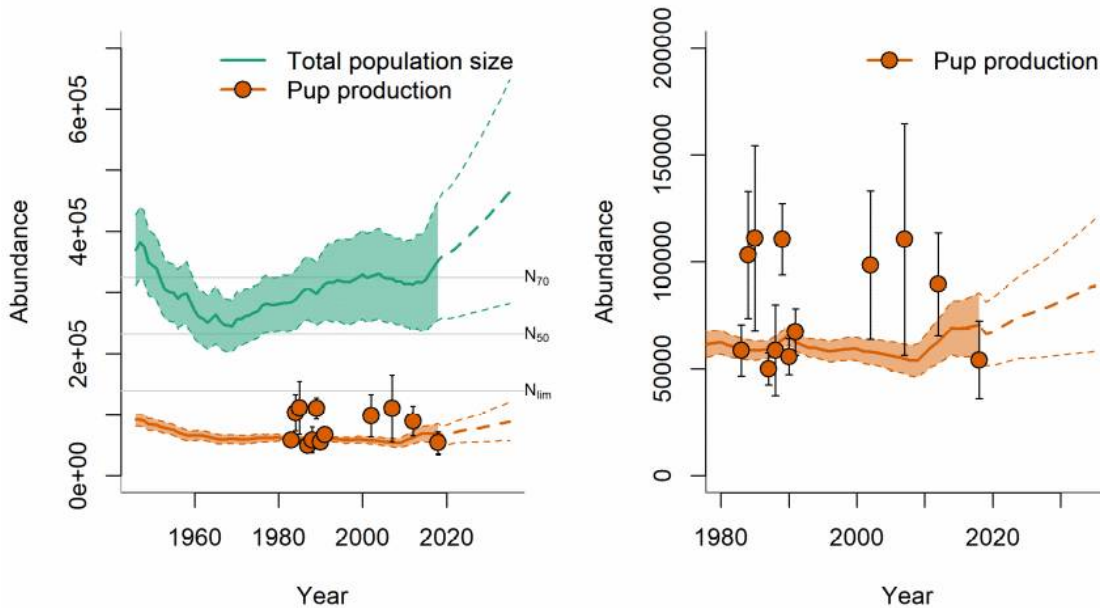 Total population size
Pup production
Abundance
0e+00 2e+05 4e+05 6e+05
N70
N50
Nlim
1960 1980 2000 2020
Year
Pup production
Abundance
0 50000 100000 150000 200000
1980 2000 2020
Year